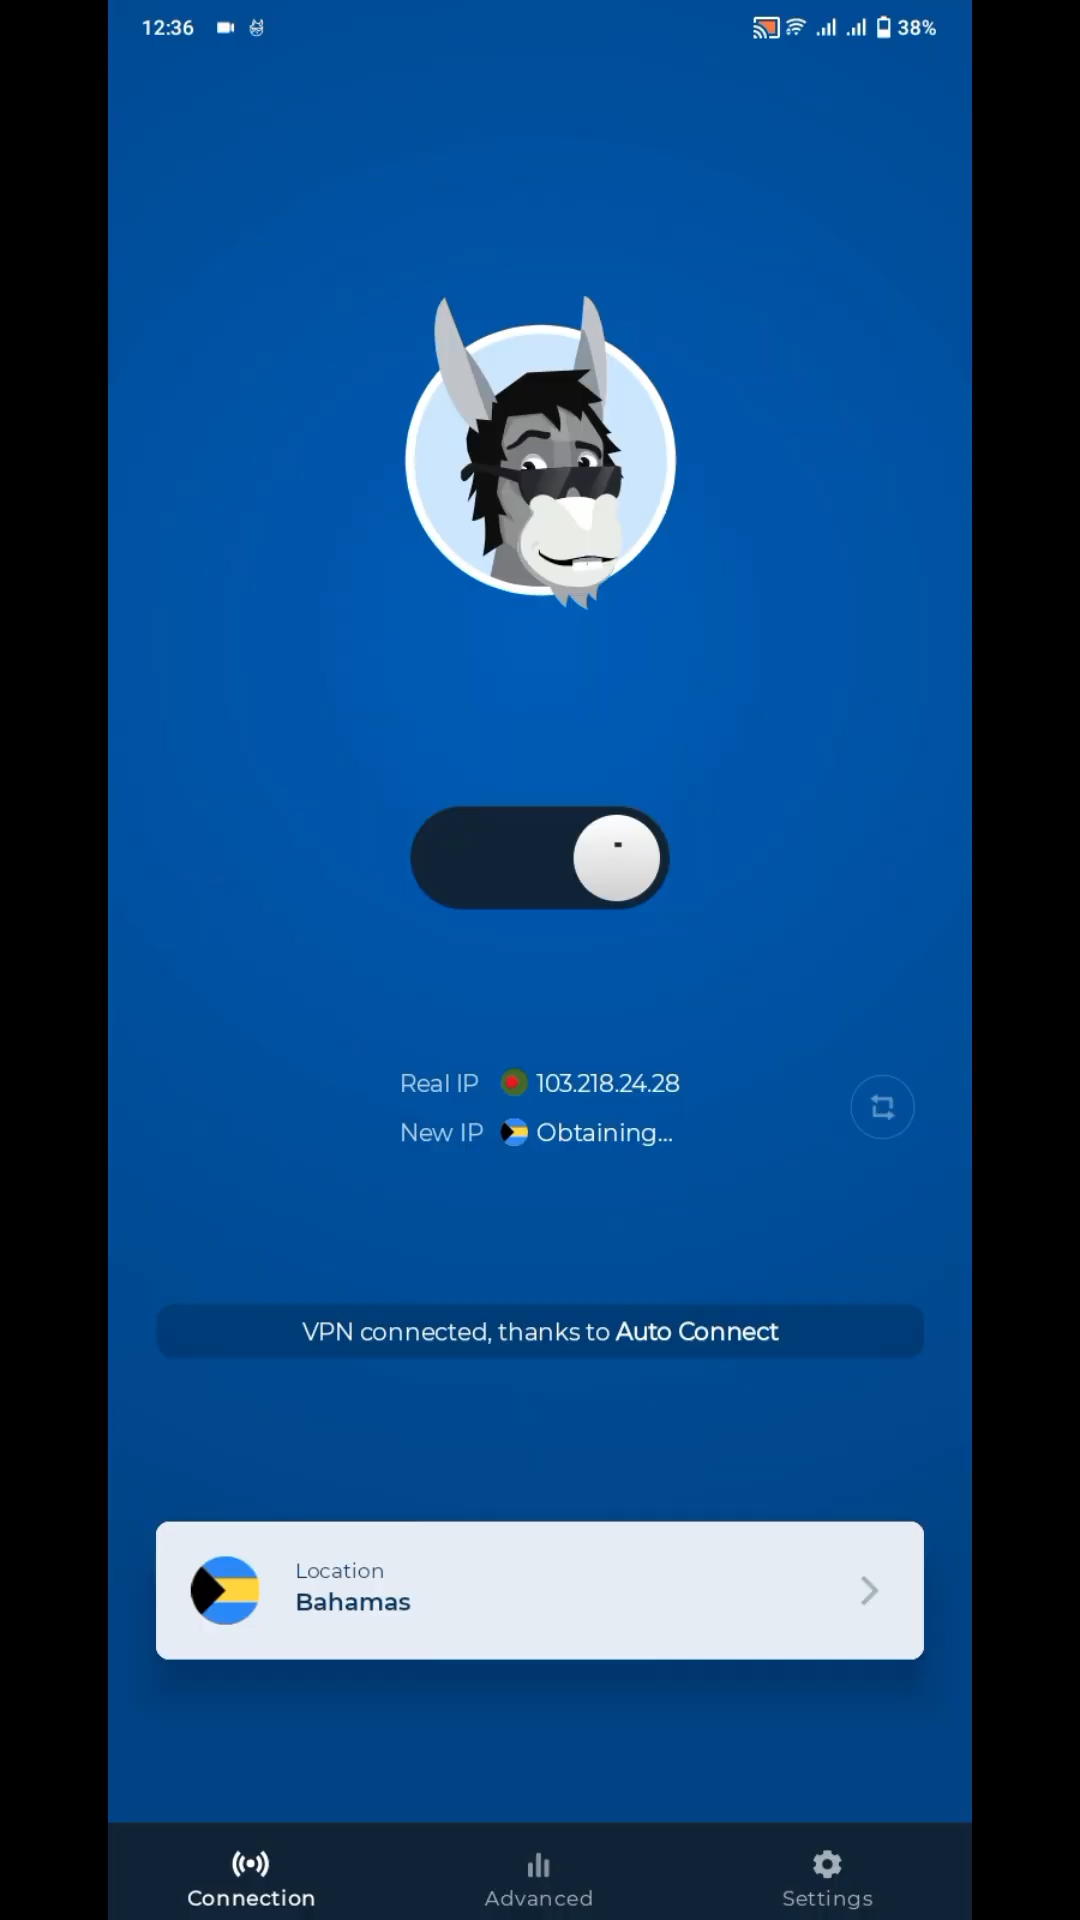 12:36
38%
Real IP 103.218.24.28
New IP Obtaining...
VPN connected, thanks to Auto Connect
Location
Bahamas
Connection
Advanced
Settings